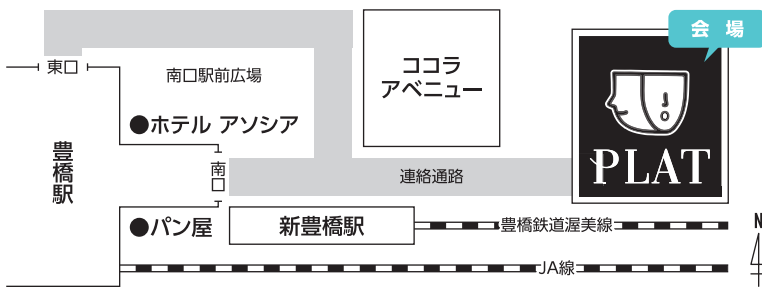 会 場
東口
南口駅前広場
ココラ
アベニュー
●ホテル アソシア
豊橋駅
南口
連絡通路
PLAT
●パン屋
新豊橋駅
豊橋鉄道渥美線
JA線
N